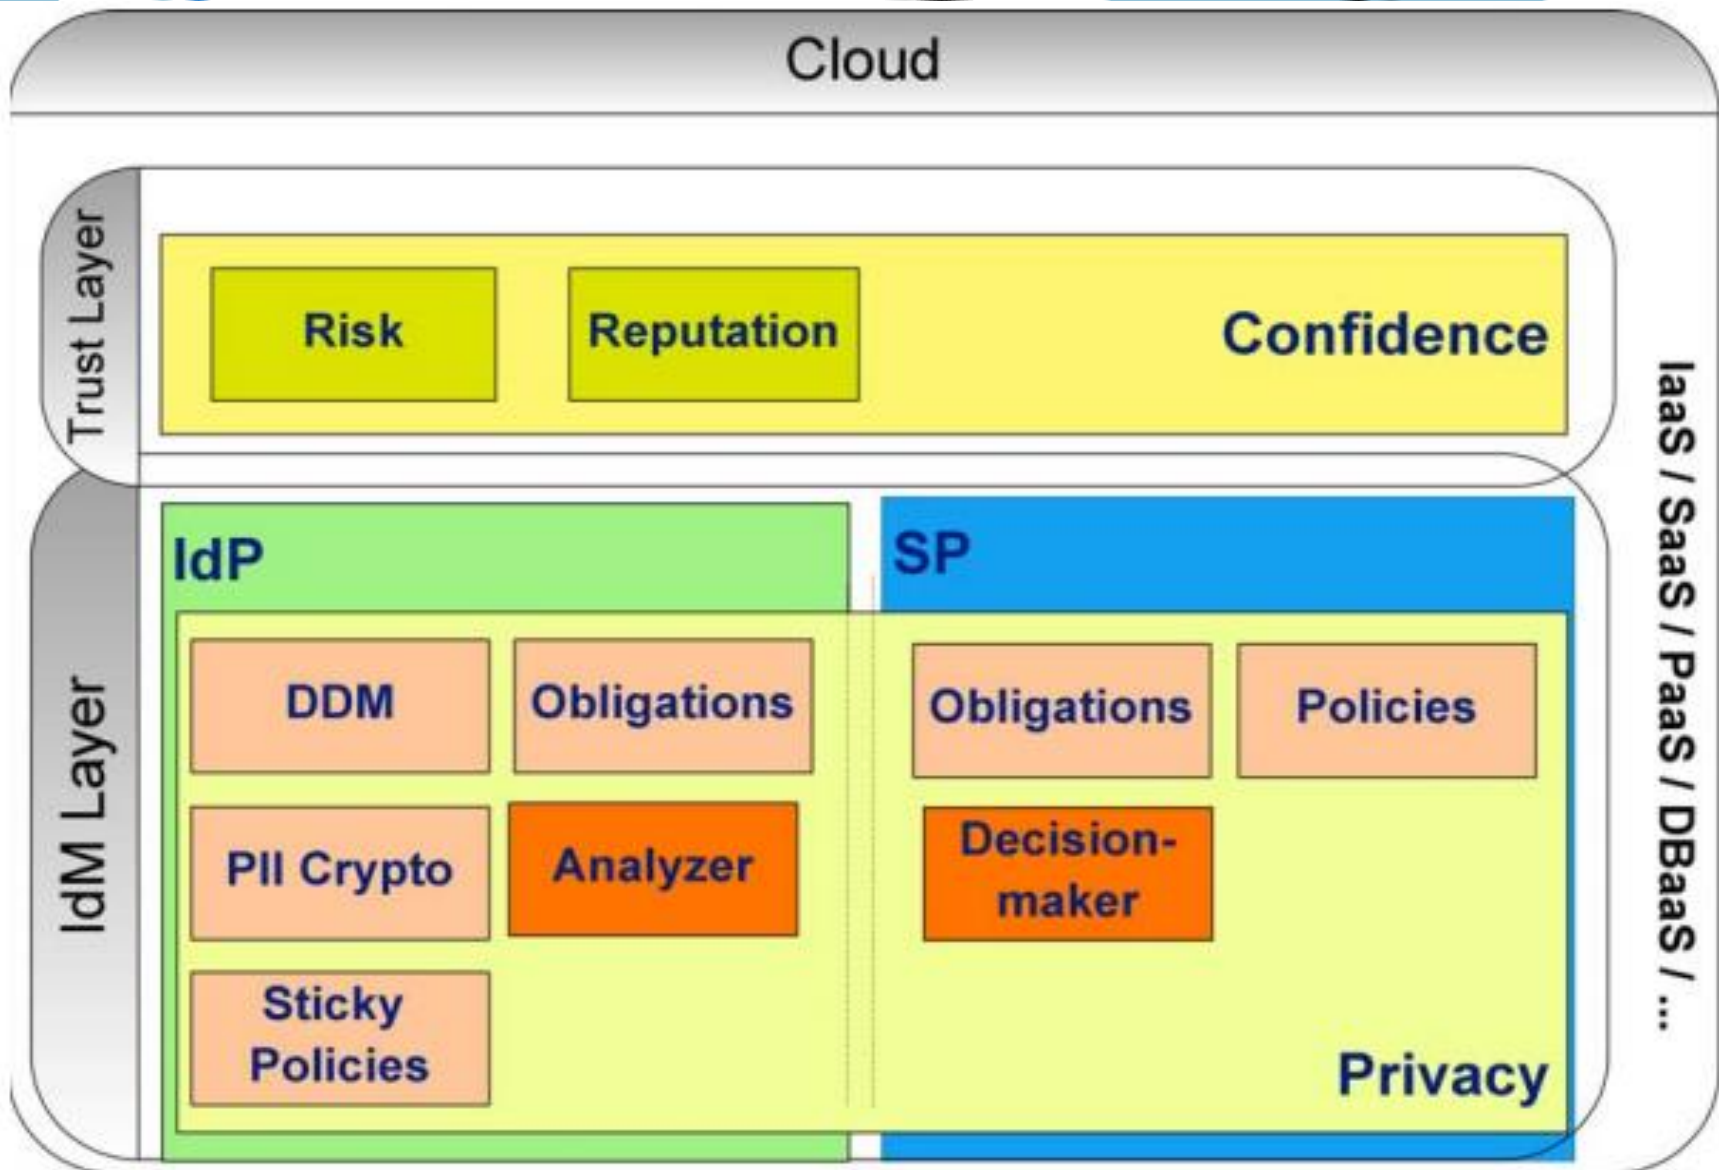 Cloud
Trust Layer
Risk
Reputation
Confidence
IaaS / SaaS / PaaS / DBaaS / ...
IdM Layer
IdP
SP
DDM
Obligations
Obligations
Policies
PII Crypto
Analyzer
Decision-
maker
Sticky
Policies
Privacy